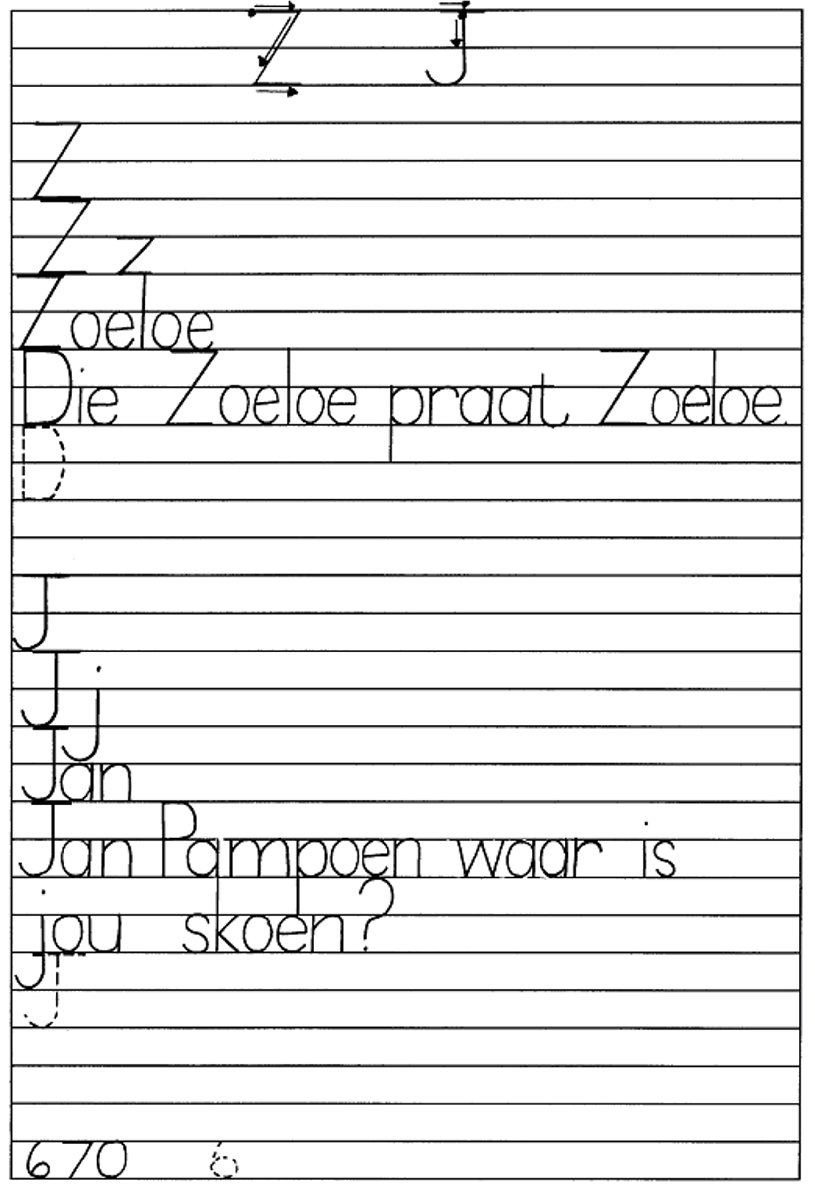 Z J
Z
Z z
Zoeloe
Die Zoeloe praat Zoeloe.
D
J
J j
Jan
Jan Pampoen waar is
jou skoen?
J
670 6